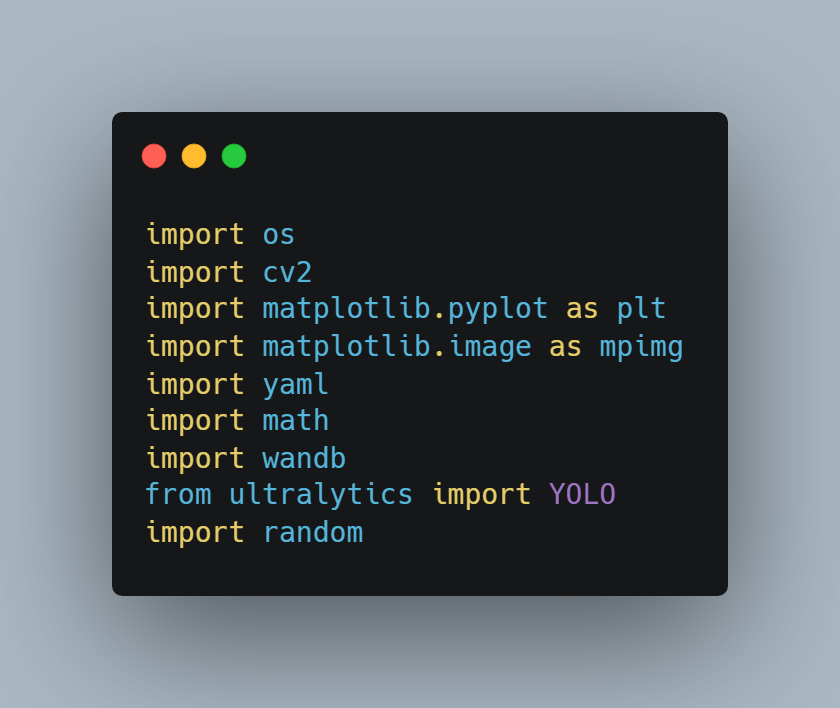 import os
import cv2
import matplotlib.pyplot as plt
import matplotlib.image as mpimg
import yaml
import math
import wandb
from ultralytics import YOLO
import random